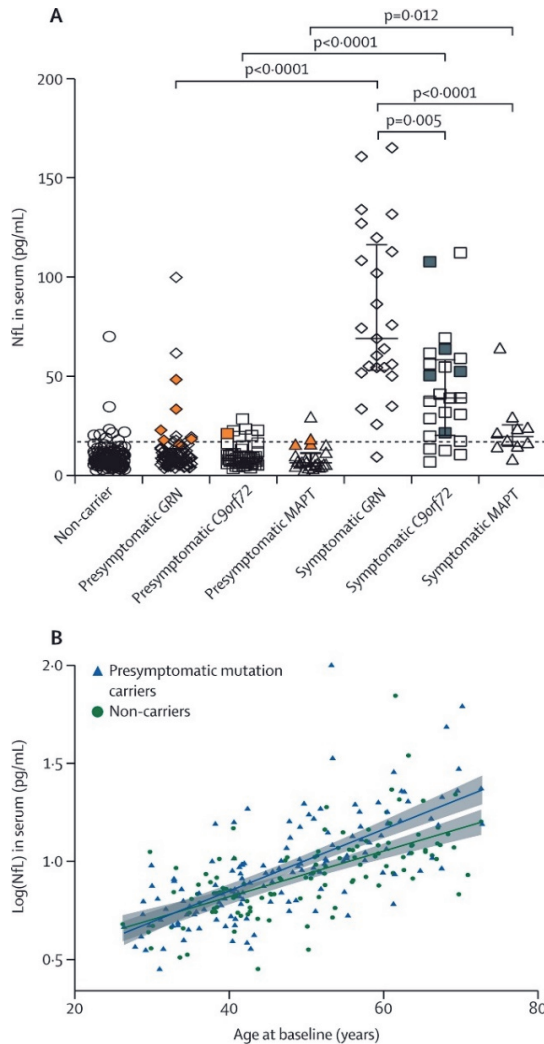 A
p=0·012
p<0·0001
p<0·0001
p<0·0001
p=0·005
200
150
100
50
0
NfL in serum (pg/mL)
Non-carrier
Presymptomatic GRN
Presymptomatic C9orf72
Presymptomatic MAPT
Symptomatic GRN
Symptomatic C9orf72
Symptomatic MAPT
B
Presymptomatic mutation
carriers
Non-carriers
2·0
1·5
1·0
0·5
Log(NfL) in serum (pg/mL)
20
40
60
80
Age at baseline (years)